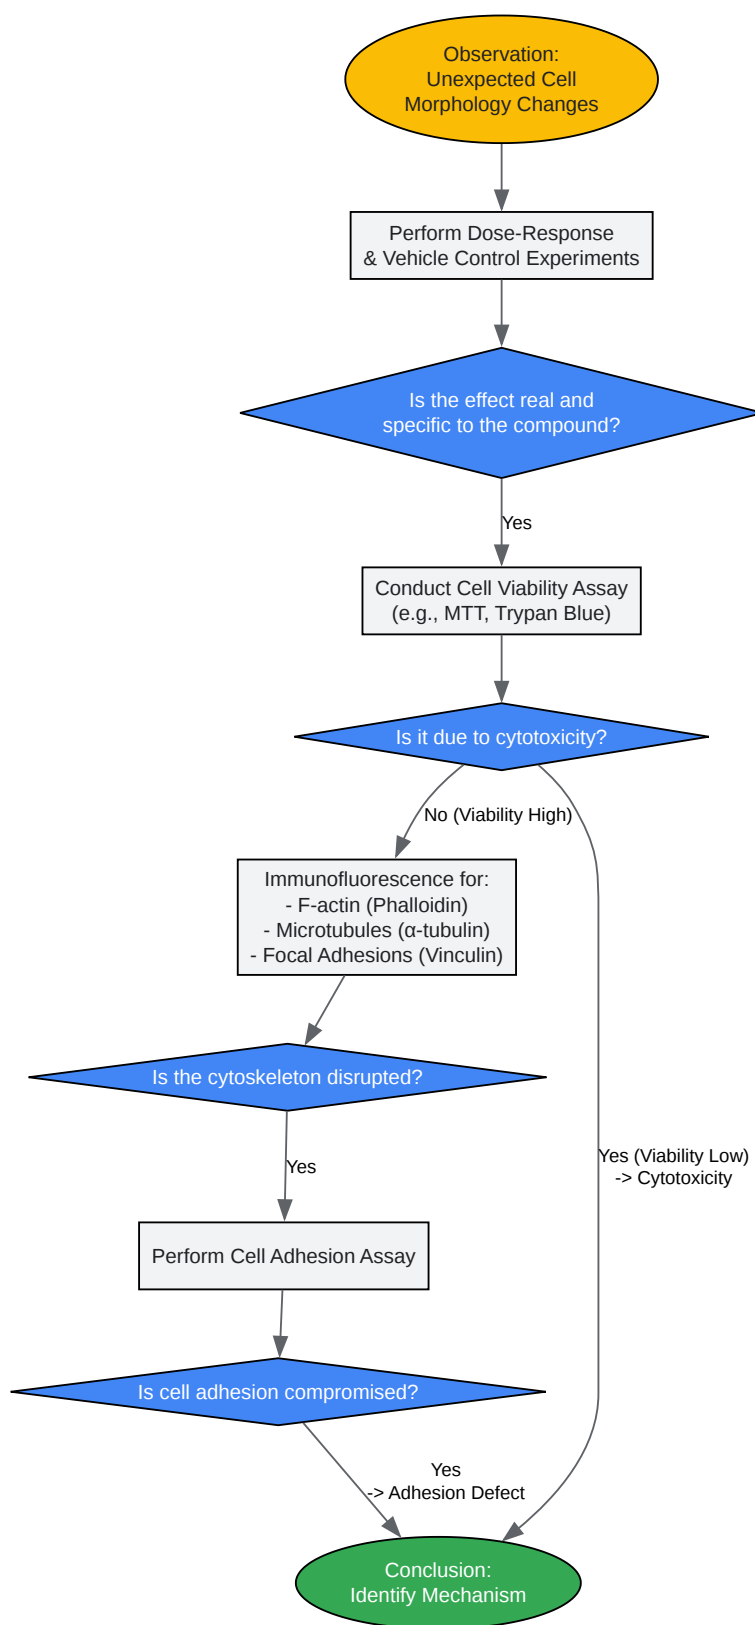 Observation:
Unexpected Cell
Morphology Changes
Perform Dose-Response
& Vehicle Control Experiments
Is the effect real and
specific to the compound?
Yes
Conduct Cell Viability Assay
(e.g., MTT, Trypan Blue)
Is it due to cytotoxicity?
No (Viability High)
Immunofluorescence for:
- F-actin (Phalloidin)
- Microtubules (α-tubulin)
- Focal Adhesions (Vinculin)
Is the cytoskeleton disrupted?
Yes (Viability Low)
-> Cytotoxicity
Yes
Perform Cell Adhesion Assay
Is cell adhesion compromised?
Yes
-> Adhesion Defect
Conclusion:
Identify Mechanism